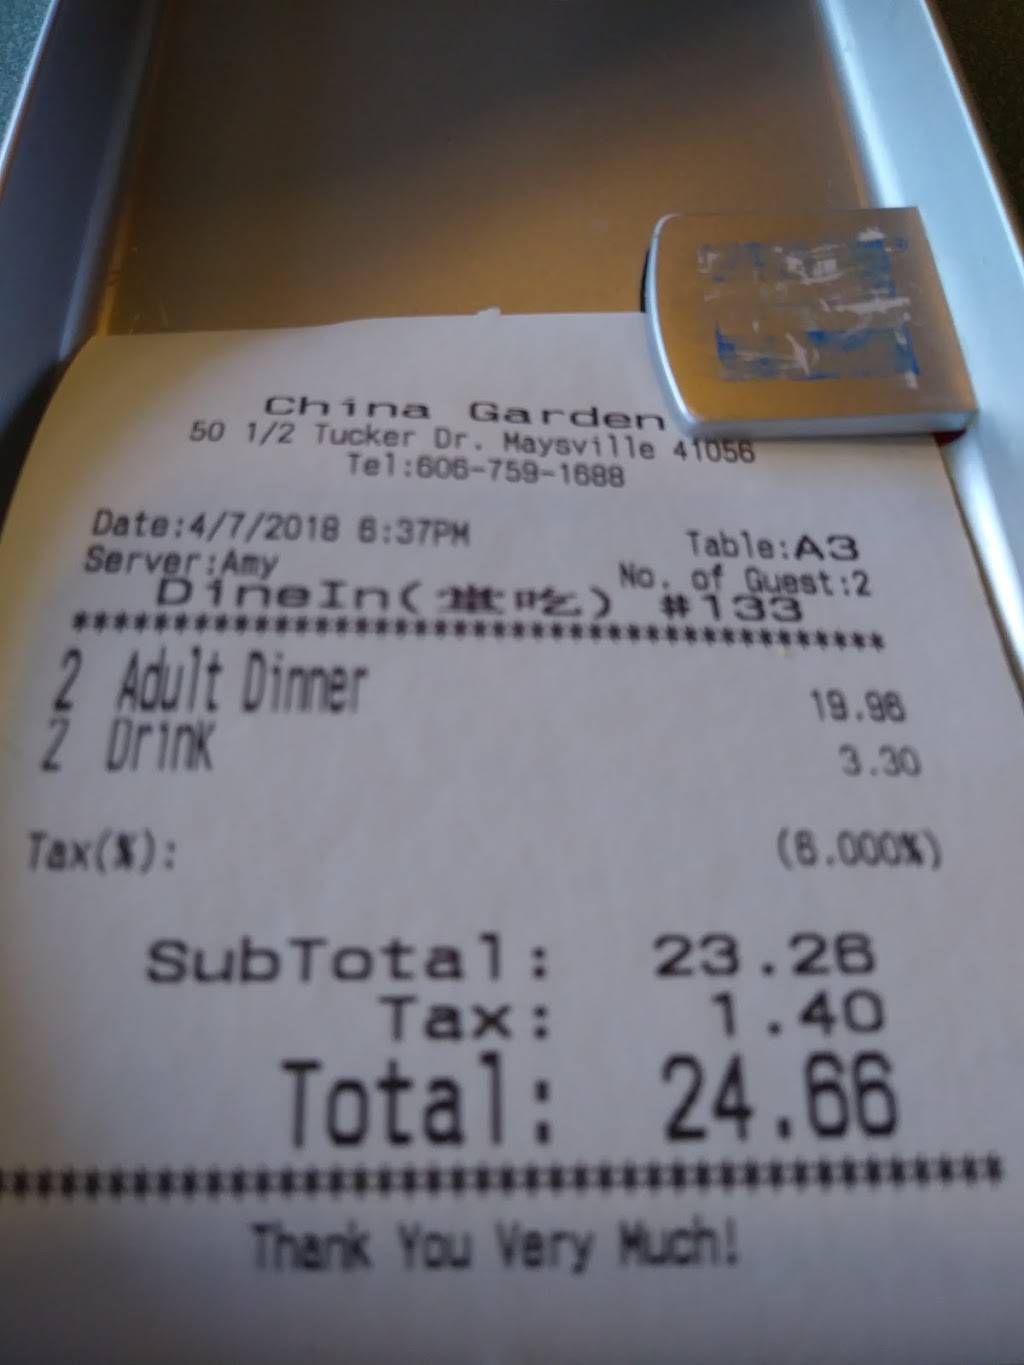 China Garden
50 1/2 Tucker Dr. Maysville 41056
Tel:606-759-1688
Date:4/7/2018 6:37PM
Table:A3
Server:Amy
No. of Guest:2
DineIn(堂吃) #133
****************************************
2 Adult Dinner 19.96
2 Drink 3.30
Tax(%): (6.000%)
SubTotal: 23.26
Tax: 1.40
Total: 24.66
****************************************
Thank You Very Much!